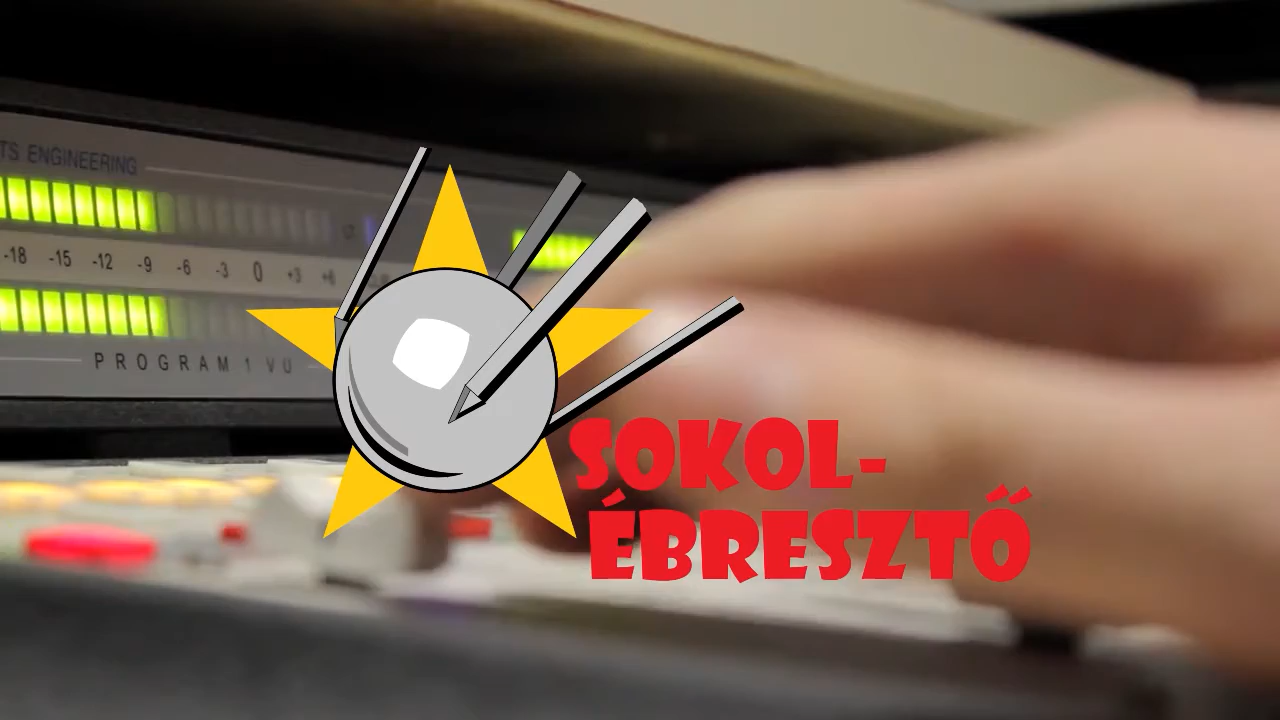 TS ENGINEERING
-18 -15 -12 -9 -6 -3 0 +3 +6
PROGRAM 1 VU
SOKOL-
ÉBRESZTŐ